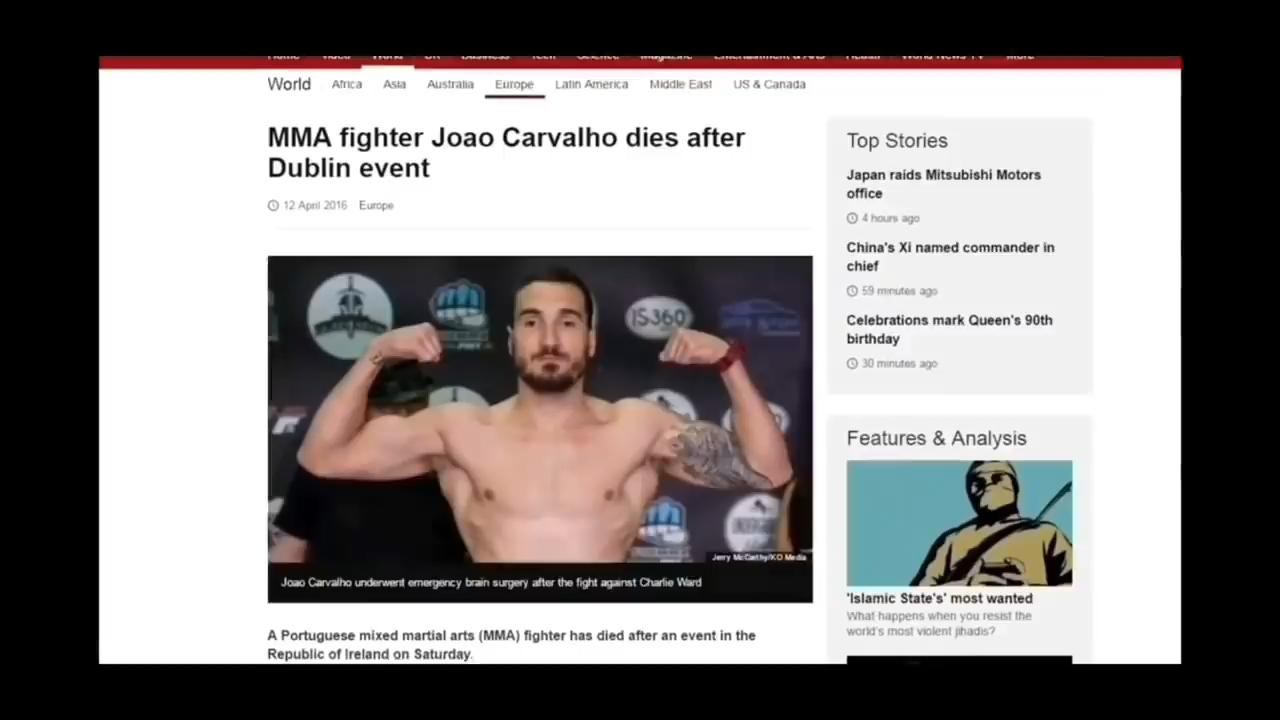 World Africa Asia Australia Europe Latin America Middle East US & Canada
MMA fighter Joao Carvalho dies after
Dublin event
12 April 2016 Europe
IS360
Jerry McCarthy/KO Media
Joao Carvalho underwent emergency brain surgery after the fight against Charlie Ward
A Portuguese mixed martial arts (MMA) fighter has died after an event in the
Republic of Ireland on Saturday.
Top Stories
Japan raids Mitsubishi Motors
office
4 hours ago
China's Xi named commander in
chief
59 minutes ago
Celebrations mark Queen's 90th
birthday
30 minutes ago
Features & Analysis
'Islamic State's' most wanted
What happens when you resist the
world's most violent jihadis?